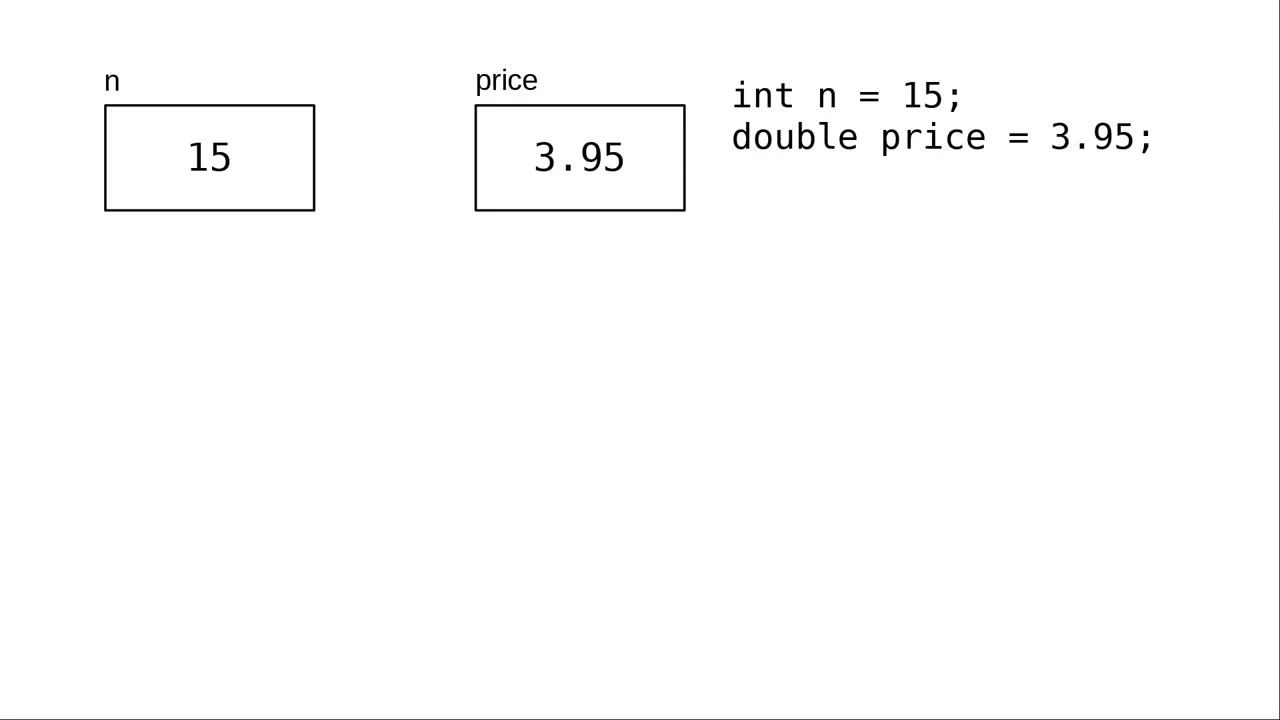 n
15
price
3.95
int n = 15;
double price = 3.95;